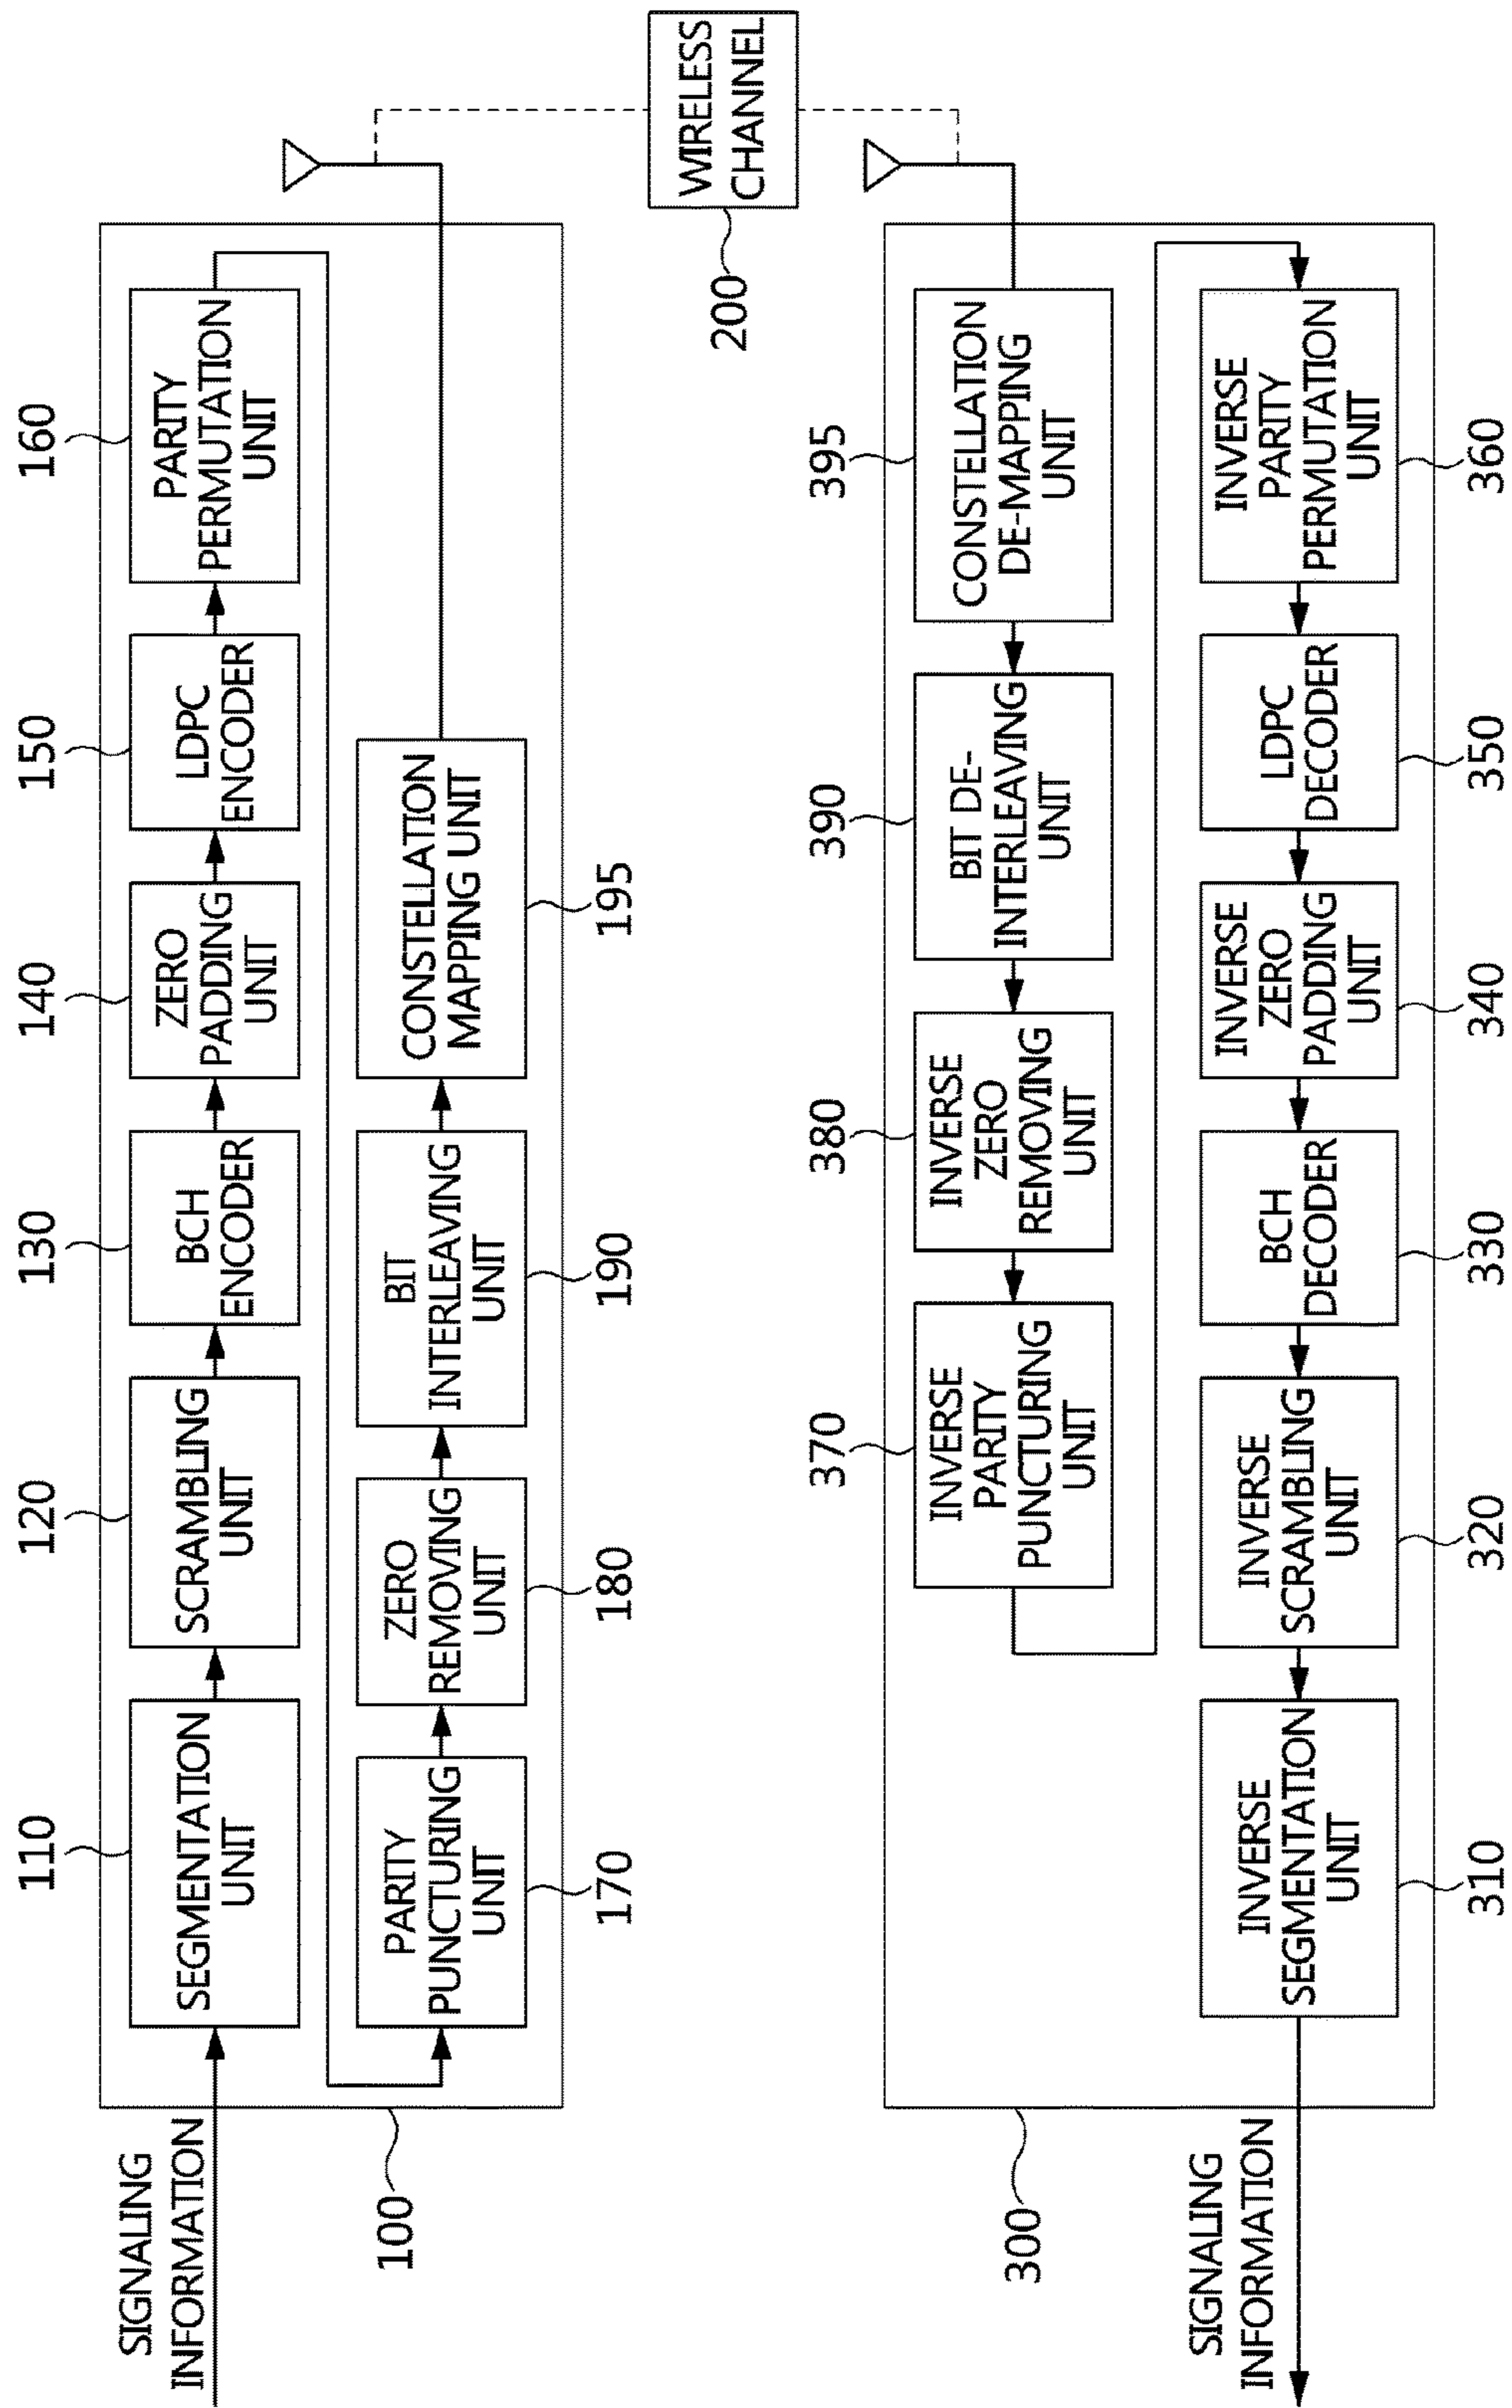 SIGNALING
INFORMATION
100
110
SEGMENTATION
UNIT
120
SCRAMBLING
UNIT
130
BCH
ENCODER
140
ZERO
PADDING
UNIT
150
LDPC
ENCODER
160
PARITY
PERMUTATION
UNIT
PARITY
PUNCTURING
UNIT
170
ZERO
REMOVING
UNIT
180
BIT
INTERLEAVING
UNIT
190
CONSTELLATION
MAPPING UNIT
195
WIRELESS
CHANNEL
200
300
370
INVERSE
PARITY
PUNCTURING
UNIT
380
INVERSE
ZERO
REMOVING
UNIT
390
BIT DE-
INTERLEAVING
UNIT
395
CONSTELLATION
DE-MAPPING
UNIT
SIGNALING
INFORMATION
INVERSE
SEGMENTATION
UNIT
310
INVERSE
SCRAMBLING
UNIT
320
BCH
DECODER
330
INVERSE
ZERO
PADDING
UNIT
340
LDPC
DECODER
350
INVERSE
PARITY
PERMUTATION
UNIT
360